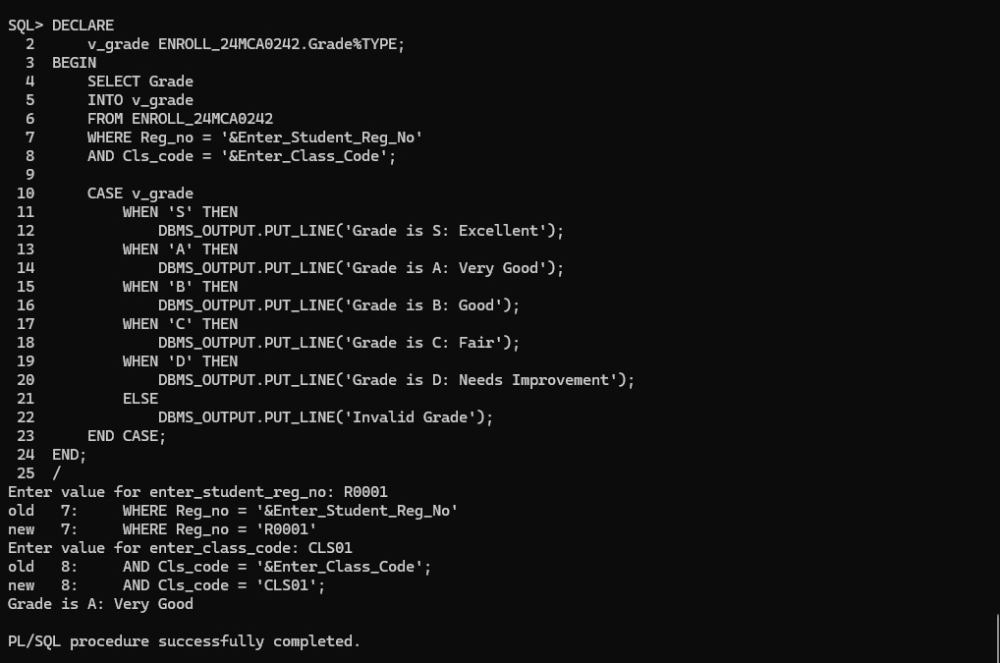 SQL> DECLARE
  2      v_grade ENROLL_24MCA0242.Grade%TYPE;
  3  BEGIN
  4      SELECT Grade
  5      INTO v_grade
  6      FROM ENROLL_24MCA0242
  7      WHERE Reg_no = '&Enter_Student_Reg_No'
  8      AND Cls_code = '&Enter_Class_Code';
  9
 10      CASE v_grade
 11          WHEN 'S' THEN
 12              DBMS_OUTPUT.PUT_LINE('Grade is S: Excellent');
 13          WHEN 'A' THEN
 14              DBMS_OUTPUT.PUT_LINE('Grade is A: Very Good');
 15          WHEN 'B' THEN
 16              DBMS_OUTPUT.PUT_LINE('Grade is B: Good');
 17          WHEN 'C' THEN
 18              DBMS_OUTPUT.PUT_LINE('Grade is C: Fair');
 19          WHEN 'D' THEN
 20              DBMS_OUTPUT.PUT_LINE('Grade is D: Needs Improvement');
 21          ELSE
 22              DBMS_OUTPUT.PUT_LINE('Invalid Grade');
 23      END CASE;
 24  END;
 25  /
Enter value for enter_student_reg_no: R0001
old   7:     WHERE Reg_no = '&Enter_Student_Reg_No'
new   7:     WHERE Reg_no = 'R0001'
Enter value for enter_class_code: CLS01
old   8:     AND Cls_code = '&Enter_Class_Code';
new   8:     AND Cls_code = 'CLS01';
Grade is A: Very Good

PL/SQL procedure successfully completed.